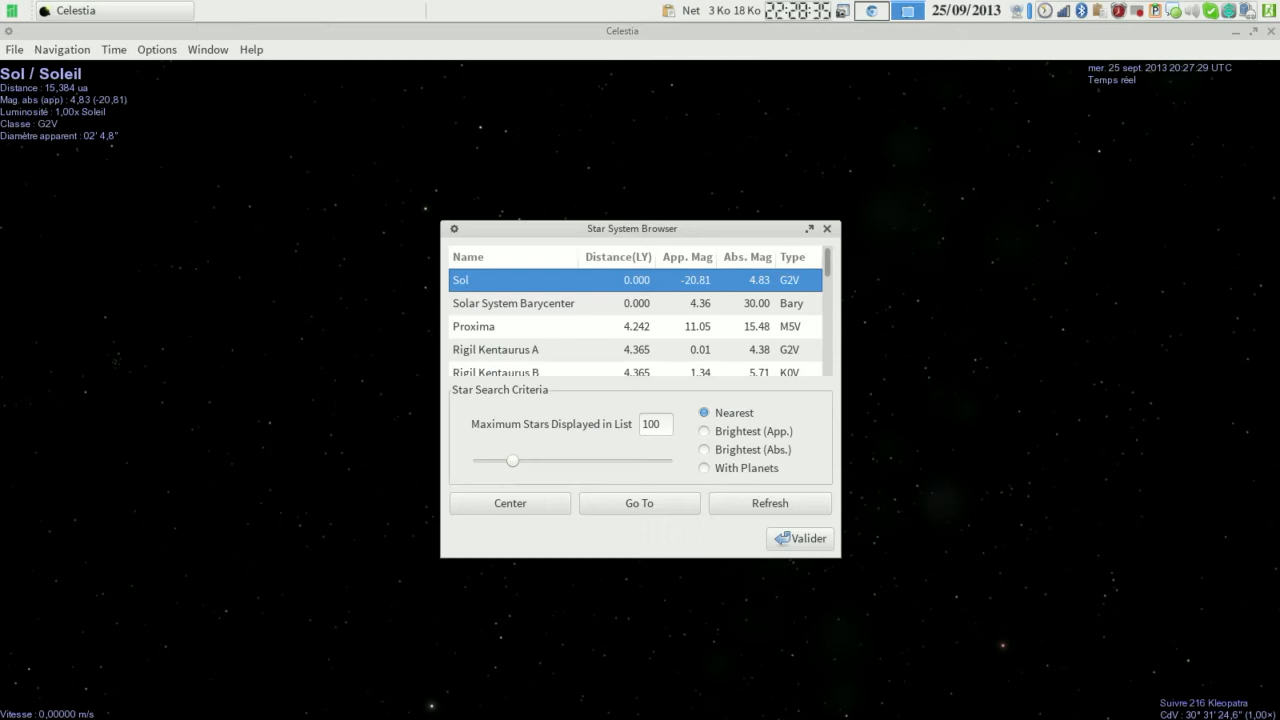 Celestia
Net 3 Ko 18 Ko 22:28:35 25/09/2013
Celestia
File Navigation Time Options Window Help
Sol / Soleil
Distance : 15,384 ua
Mag. abs (app) : 4,83 (-20,81)
Luminosité : 1,00x Soleil
Classe : G2V
Diamètre apparent : 02' 4,8"
mer. 25 sept. 2013 20:27:29 UTC
Temps réel
Star System Browser
Name Distance(LY) App. Mag Abs. Mag Type
Sol 0.000 -20.81 4.83 G2V
Solar System Barycenter 0.000 4.36 30.00 Bary
Proxima 4.242 11.05 15.48 M5V
Rigil Kentaurus A 4.365 0.01 4.38 G2V
Rigil Kentaurus B 4.365 1.34 5.71 K0V
Star Search Criteria
Maximum Stars Displayed in List 100
Nearest
Brightest (App.)
Brightest (Abs.)
With Planets
Center Go To Refresh
Valider
Vitesse : 0,00000 m/s
Suivre 216 Kleopatra
CdV : 30° 31' 24,6" (1,00×)